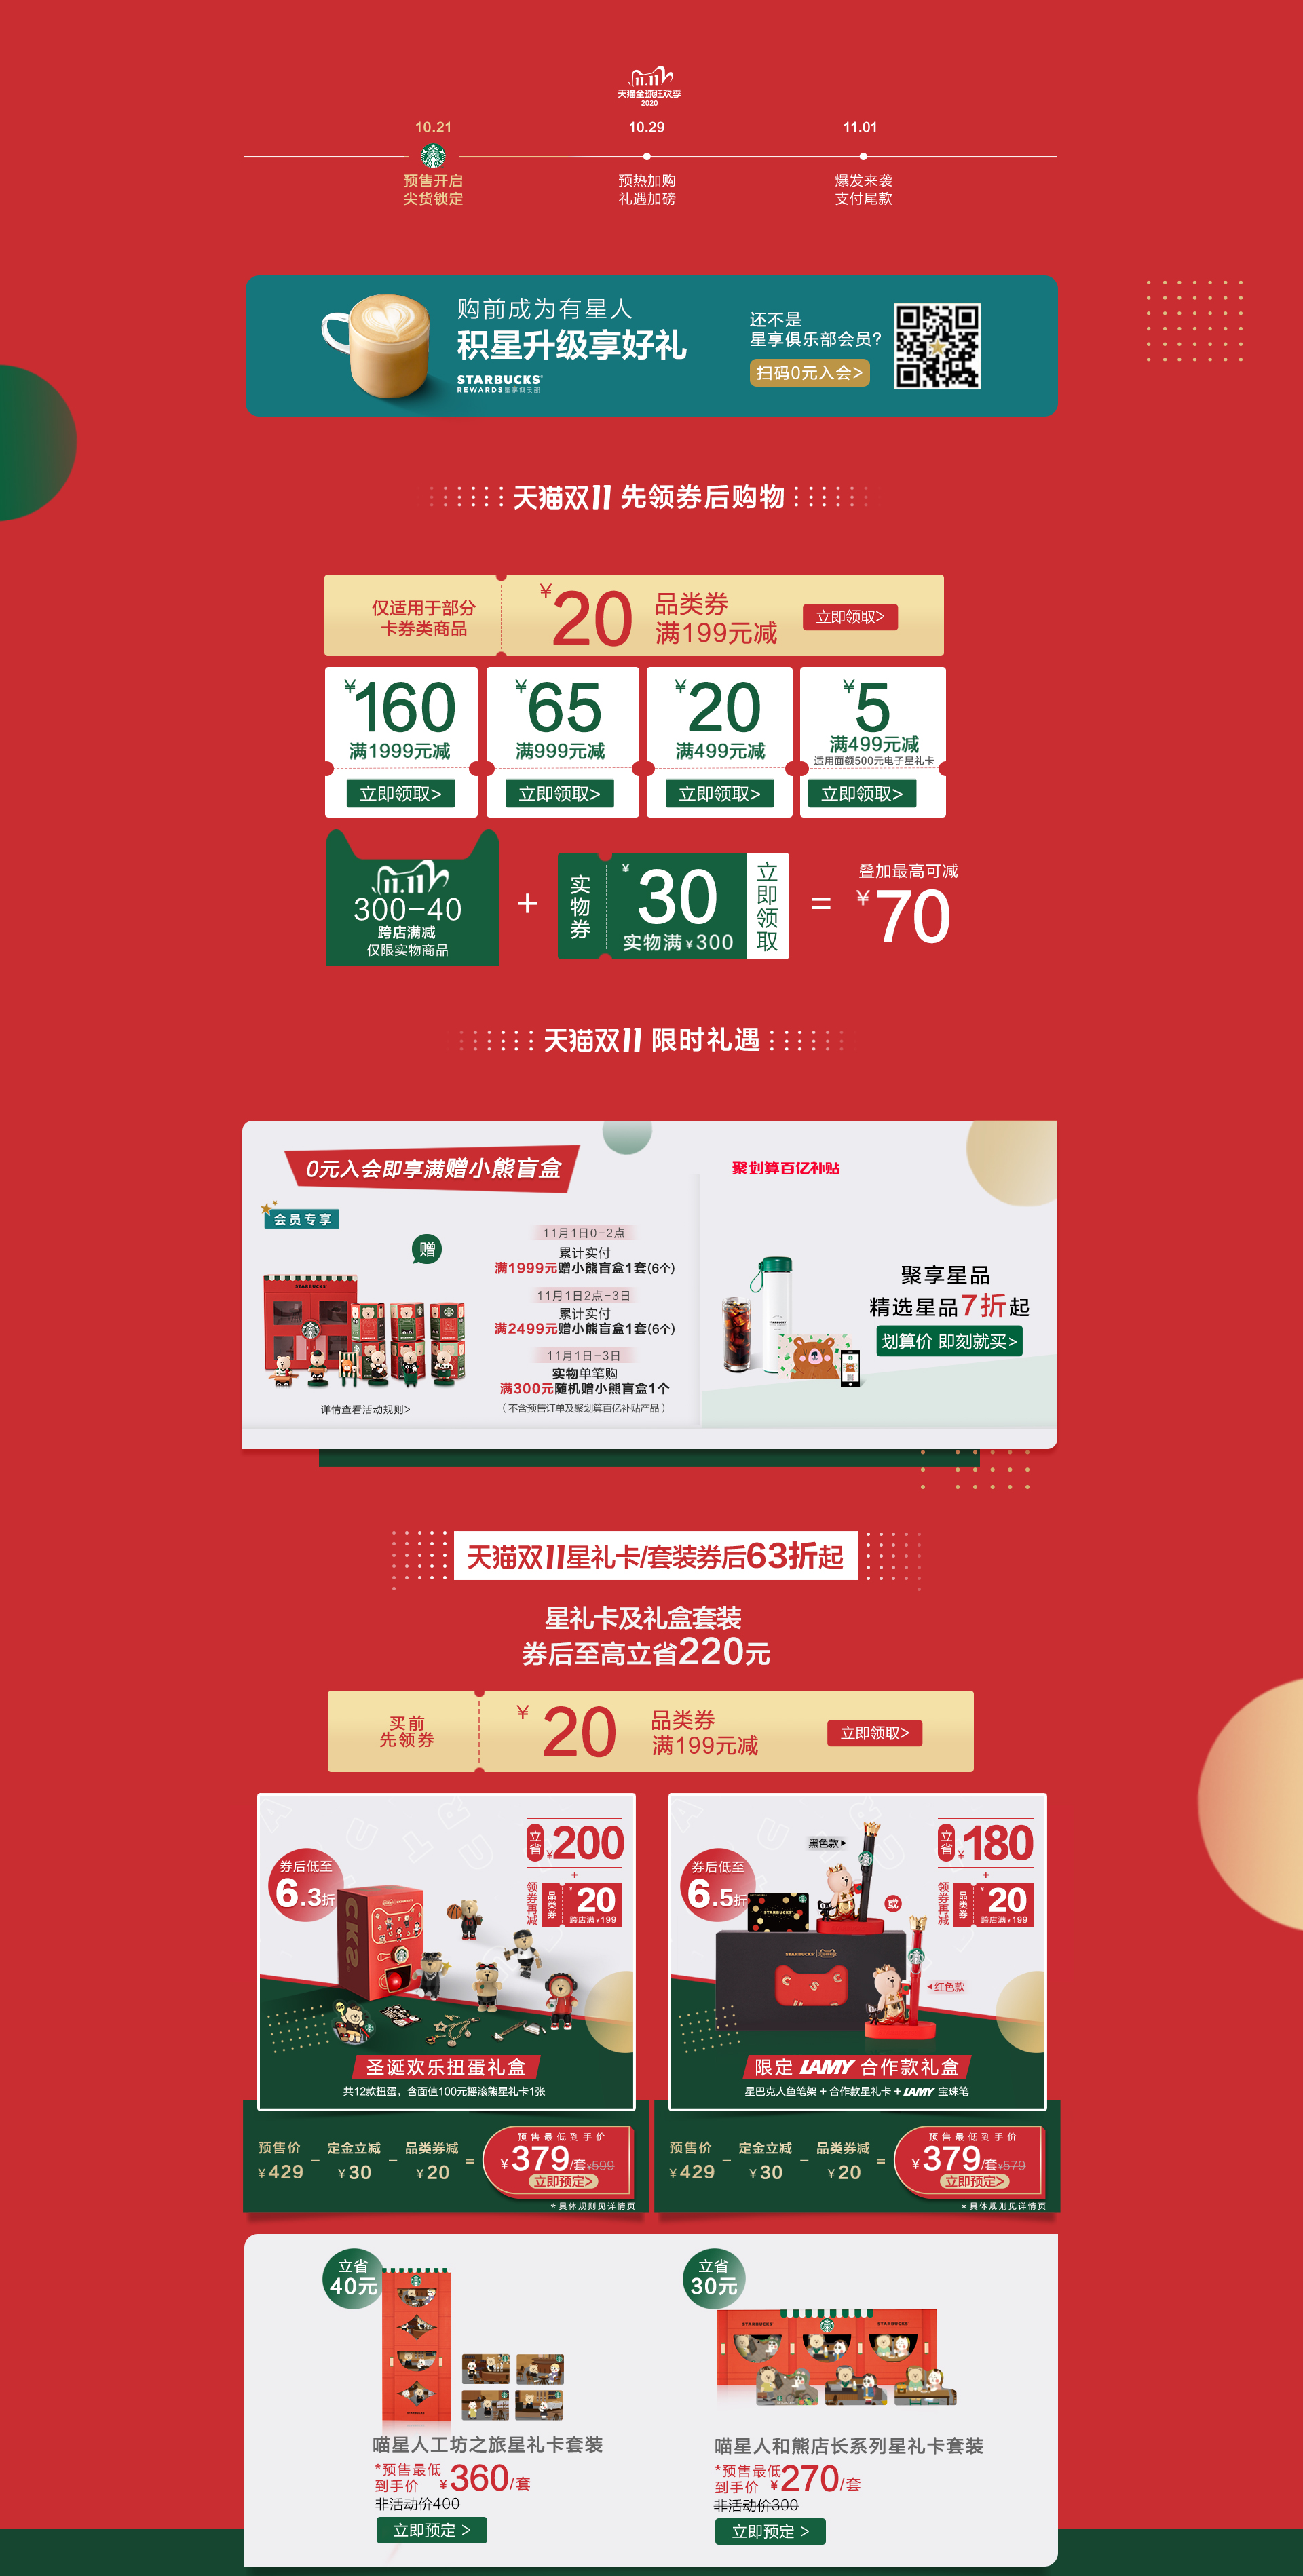 11.11
天猫全球狂欢季
2020
10.21
10.29
11.01
预售开启
尖货锁定
预热加购
礼遇加磅
爆发来袭
支付尾款
购前成为有星人
积星升级享好礼
STARBUCKS®
REWARDS 星享俱乐部
还不是
星享俱乐部会员?
扫码0元入会>
天猫双11 先领券后购物
仅适用于部分
卡券类商品
¥20
品类券
满199元减
立即领取>
¥160
满1999元减
立即领取>
¥65
满999元减
立即领取>
¥20
满499元减
立即领取>
¥5
满499元减
适用面额500元电子星礼卡
立即领取>
11.11
300-40
跨店满减
仅限实物商品
+
实物券
¥30
实物满¥300
立即领取
=
叠加最高可减
¥70
天猫双11 限时礼遇
0元入会即享满赠小熊盲盒
会员专享
赠
STARBUCKS
详情查看活动规则>
11月1日0-2点
累计实付
满1999元赠小熊盲盒1套(6个)
11月1日2点-3日
累计实付
满2499元赠小熊盲盒1套(6个)
11月1日-3日
实物单笔购
满300元随机赠小熊盲盒1个
(不含预售订单及聚划算百亿补贴产品)
聚划算百亿补贴
聚享星品
精选星品7折起
划算价 即刻就买>
天猫双11星礼卡/套装券后63折起
星礼卡及礼盒套装
券后至高立省220元
买前
先领券
¥20
品类券
满199元减
立即领取>
券后低至
6.3折
立省
¥200
+
领券再减
品类券
¥20
跨店满¥199
CKS
圣诞欢乐扭蛋礼盒
共12款扭蛋，含面值100元摇滚熊星礼卡1张
预售价
¥429
-
定金立减
¥30
-
品类券减
¥20
=
预售最低到手价
¥379/套¥599
立即预定>
*具体规则见详情页
券后低至
6.5折
黑色款
立省
¥180
+
领券再减
品类券
¥20
跨店满¥199
或
STARBUCKS
STARBUCKS
红色款
限定 LAMY 合作款礼盒
星巴克人鱼笔架+合作款星礼卡+LAMY 宝珠笔
预售价
¥429
-
定金立减
¥30
-
品类券减
¥20
=
预售最低到手价
¥379/套¥579
立即预定>
*具体规则见详情页
立省
40元
STARBUCKS
喵星人工坊之旅星礼卡套装
*预售最低
到手价 ¥360/套
非活动价400
立即预定 >
立省
30元
STARBUCKS
STARBUCKS
喵星人和熊店长系列星礼卡套装
*预售最低
到手价 ¥270/套
非活动价300
立即预定 >